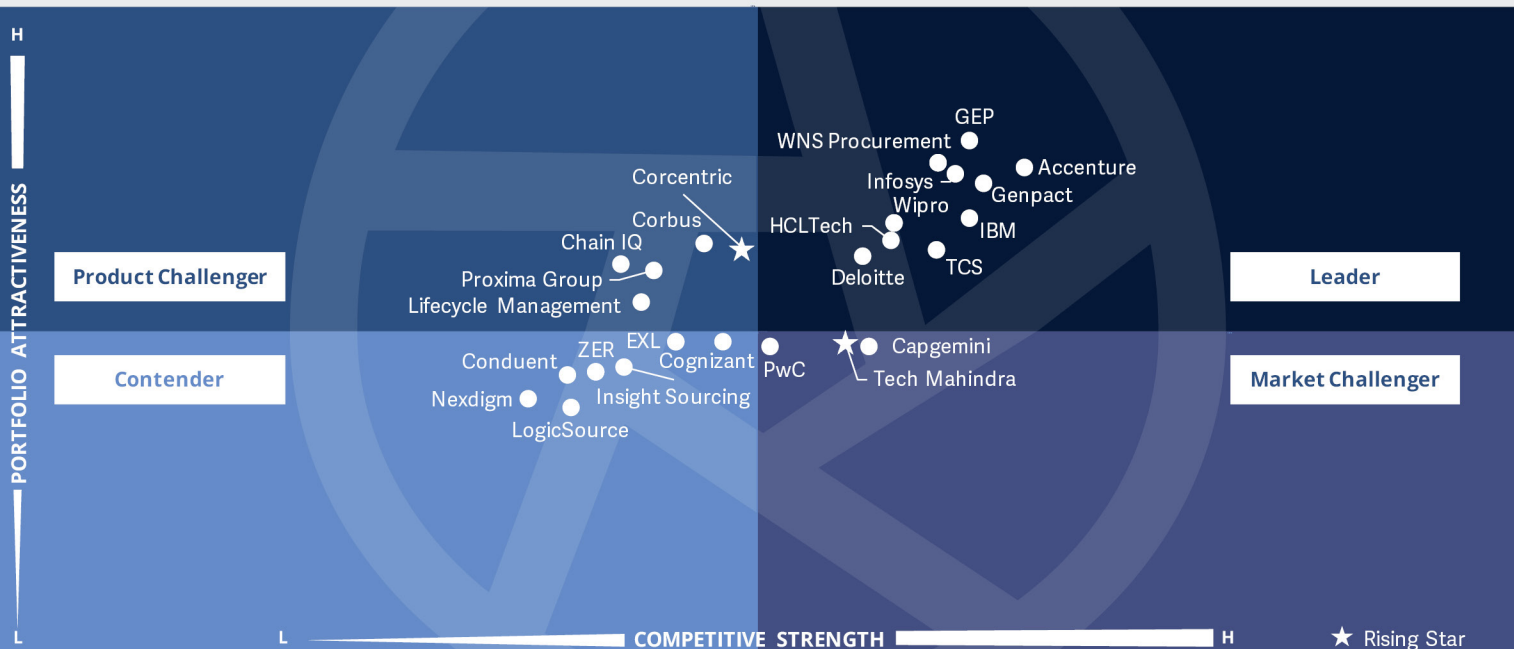 H
GEP
WNS Procurement
Accenture
Corcentric
Infosys
Genpact
Wipro
Corbus
HCLTech
IBM
Chain IQ
TCS
Proxima Group
Deloitte
Product Challenger
Leader
Lifecycle Management
PORTFOLIO ATTRACTIVENESS
EXL
Capgemini
ZER
Conduent
Cognizant
PwC
Contender
Tech Mahindra
Market Challenger
Nexdigm
Insight Sourcing
LogicSource
L
L
COMPETITIVE STRENGTH
H
Rising Star